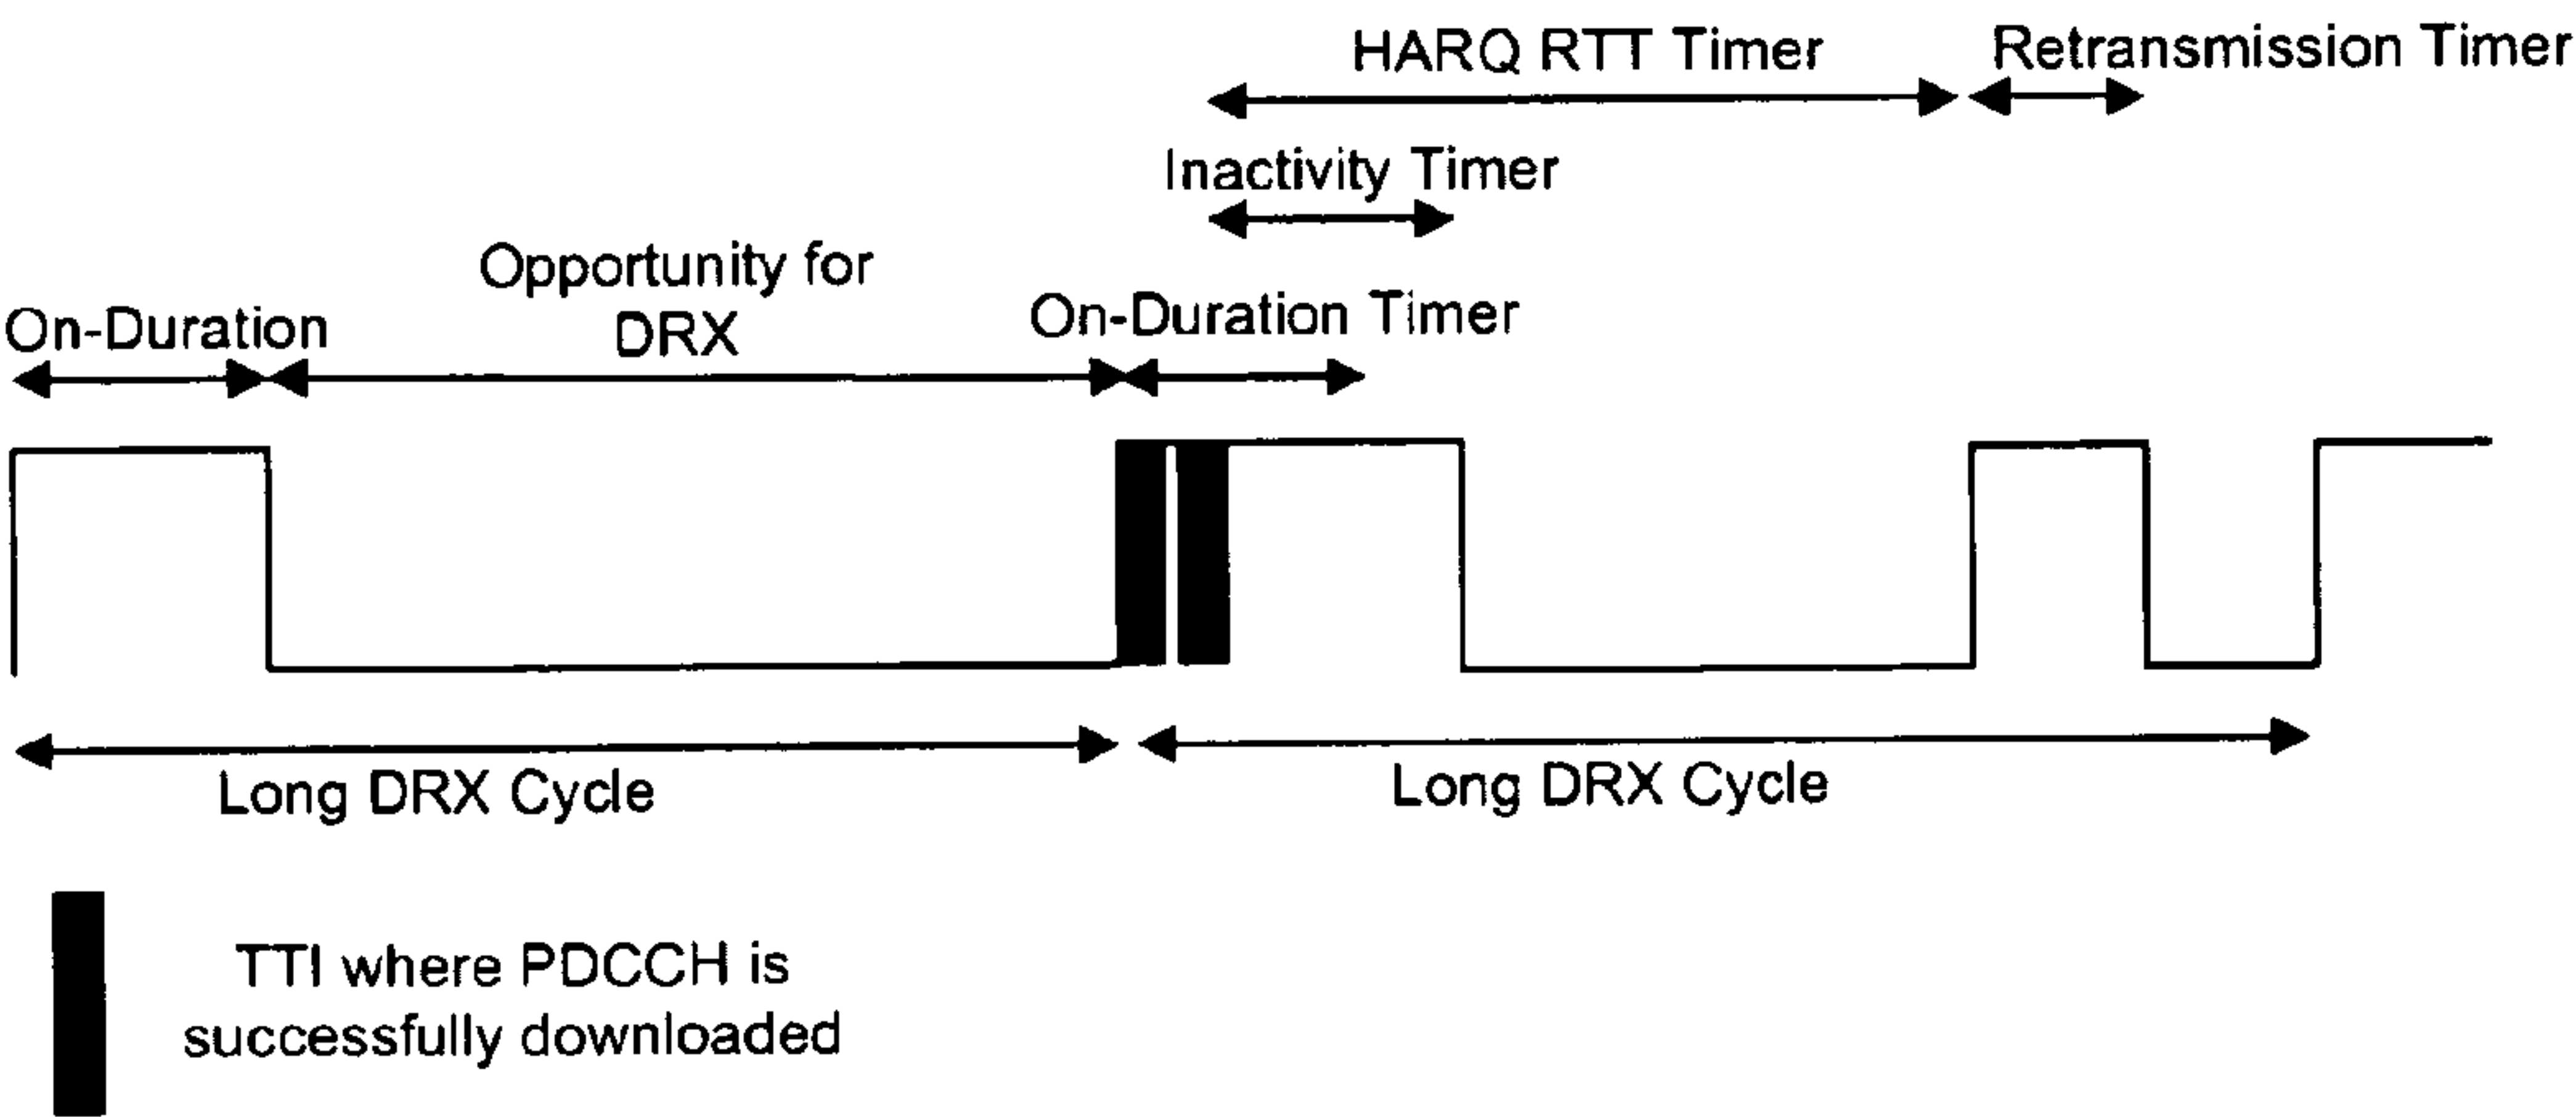 HARQ RTT Timer
Retransmission Timer
Inactivity Timer
Opportunity for
DRX
On-Duration
On-Duration Timer
Long DRX Cycle
Long DRX Cycle
TTI where PDCCH is
successfully downloaded